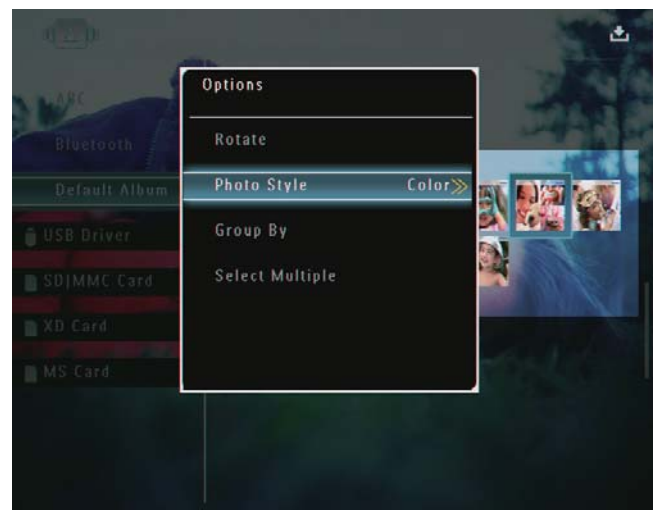 Options
Rotate
Photo Style Color
Group By
Select Multiple
ABC
Bluetooth
Default Album
USB Driver
SD|MMC Card
XD Card
MS Card